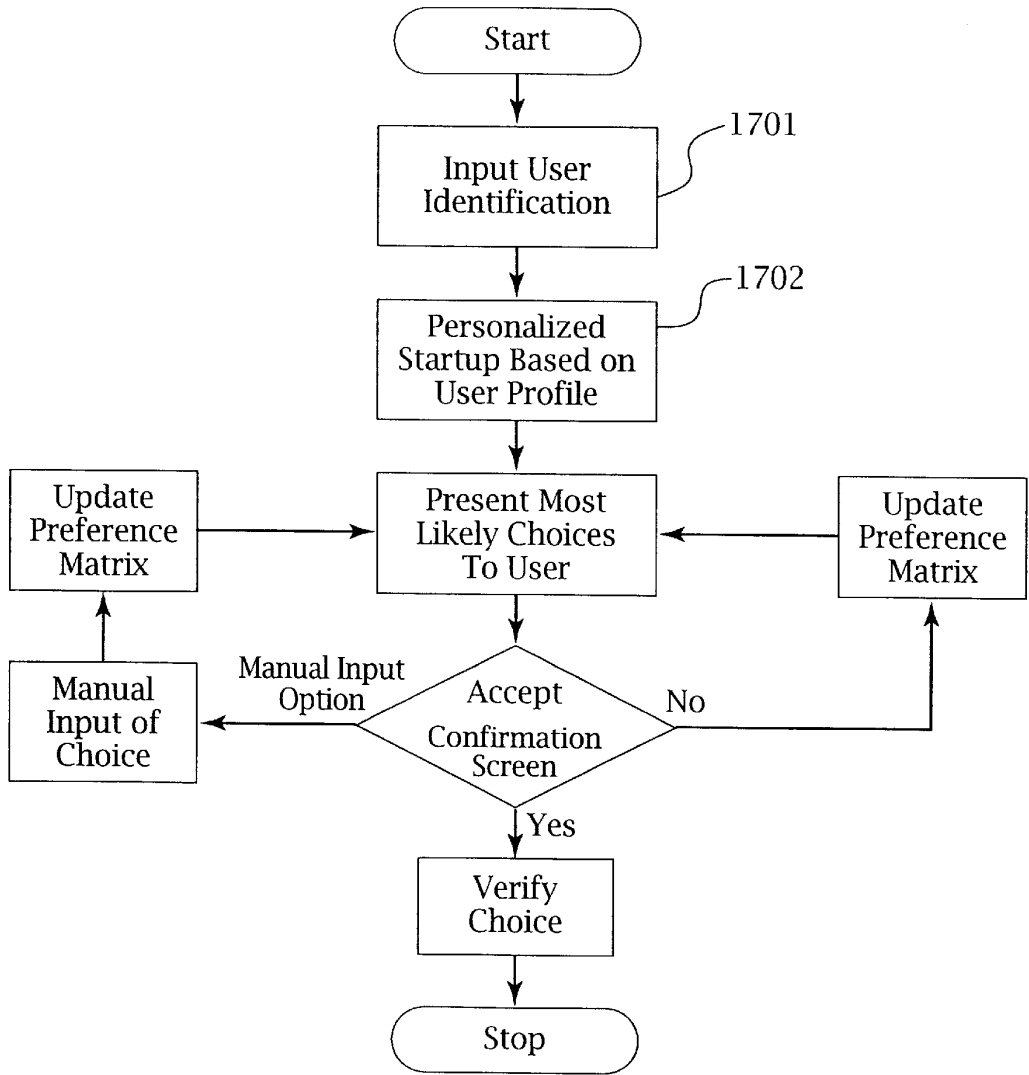 Start
1701
Input User
Identification
1702
Personalized
Startup Based on
User Profile
Update
Preference
Matrix
Present Most
Likely Choices
To User
Update
Preference
Matrix
Manual
Input of
Choice
Manual Input
Option
Accept
Confirmation
Screen
No
Yes
Verify
Choice
Stop